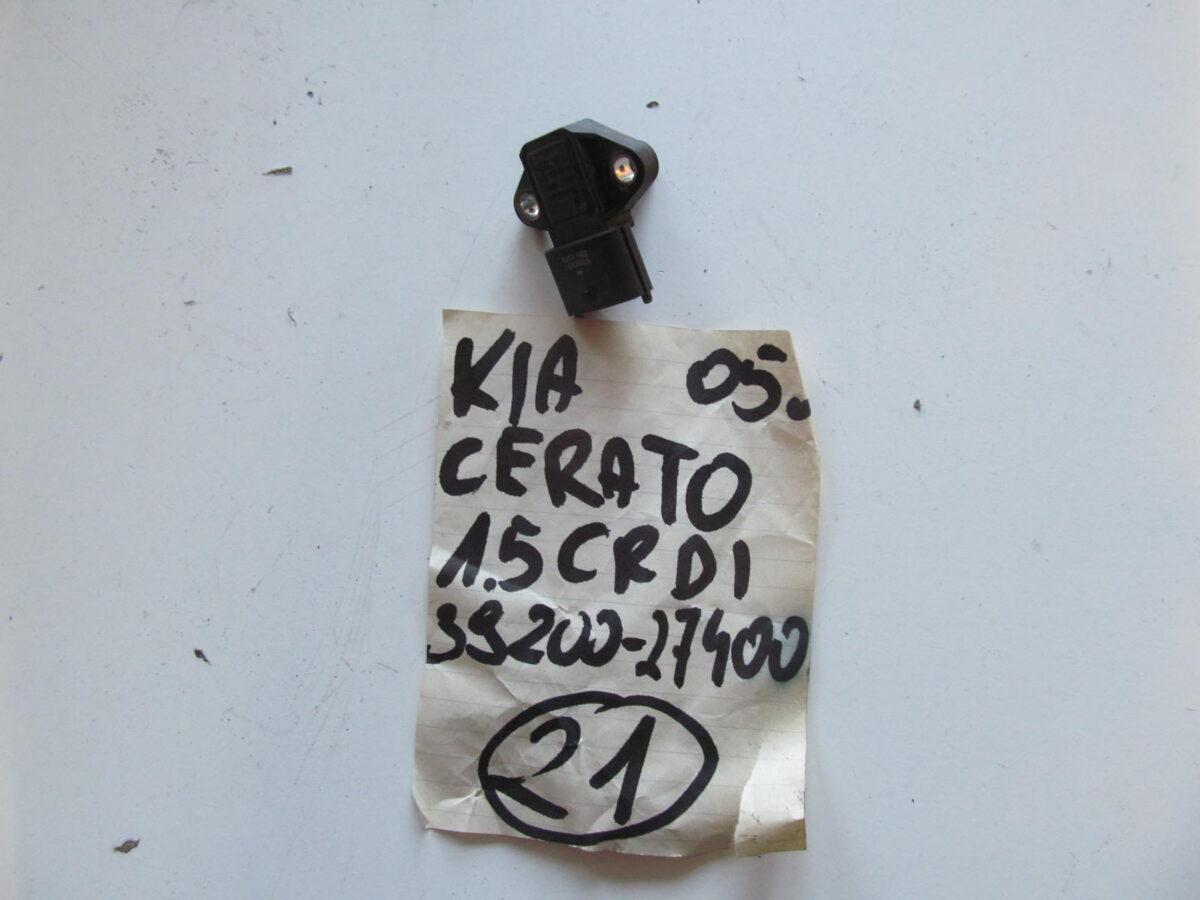 KIA 05.
CERATO
1.5 CRDI
39200-27400
21